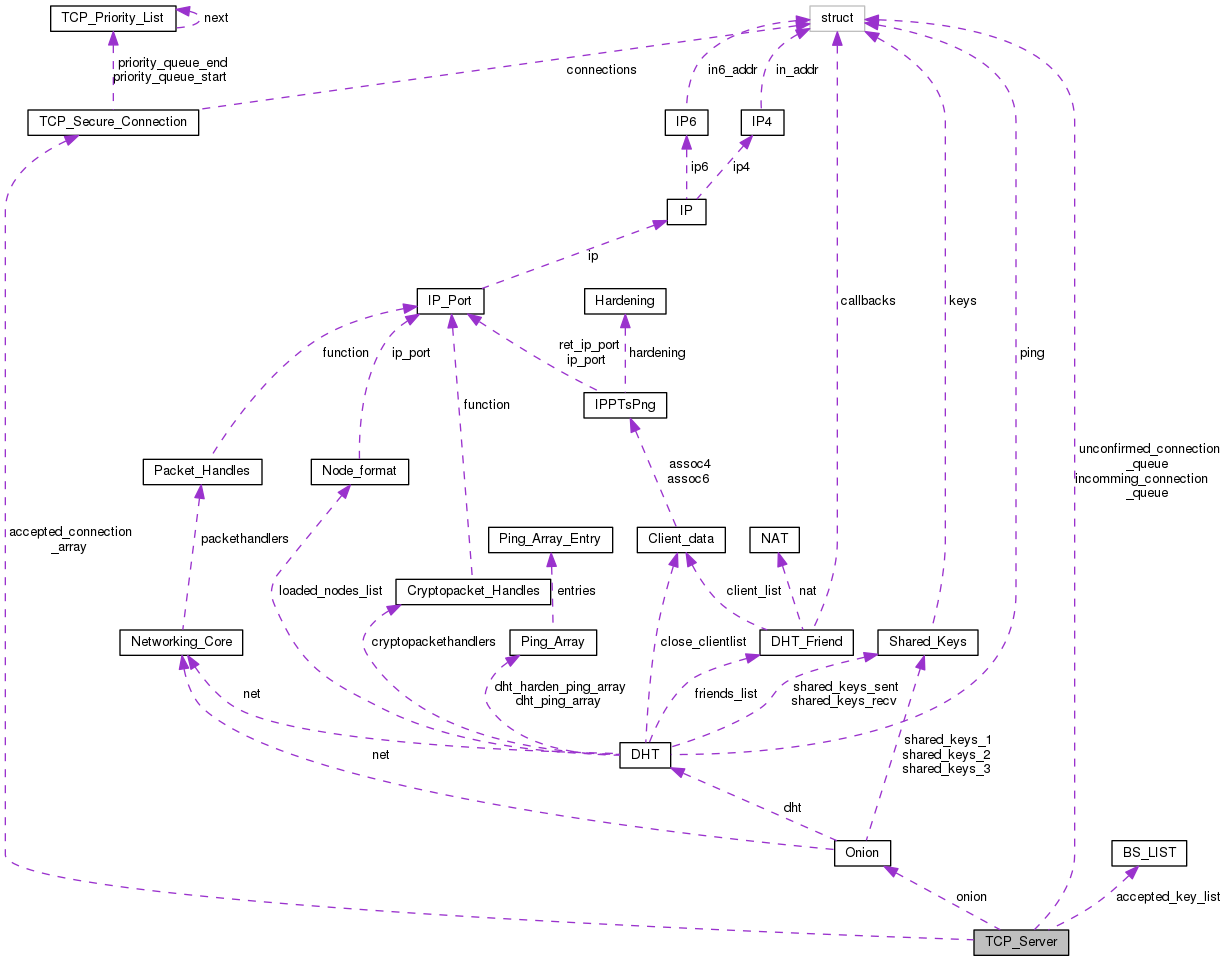 TCP_Priority_List
next
struct
priority_queue_end
priority_queue_start
connections
in6_addr
in_addr
TCP_Secure_Connection
IP6
IP4
ip6
ip4
IP
ip
IP_Port
Hardening
callbacks
keys
function
ip_port
ret_ip_port
ip_port
hardening
ping
function
IPPTsPng
unconfirmed_connection
_queue
incomming_connection
_queue
Packet_Handles
Node_format
assoc4
assoc6
accepted_connection
_array
packethandlers
Ping_Array_Entry
Client_data
NAT
loaded_nodes_list
Cryptopacket_Handles
entries
client_list
nat
Networking_Core
cryptopackethandlers
Ping_Array
close_clientlist
DHT_Friend
Shared_Keys
net
dht_harden_ping_array
dht_ping_array
friends_list
shared_keys_sent
shared_keys_recv
net
DHT
shared_keys_1
shared_keys_2
shared_keys_3
dht
Onion
BS_LIST
onion
accepted_key_list
TCP_Server